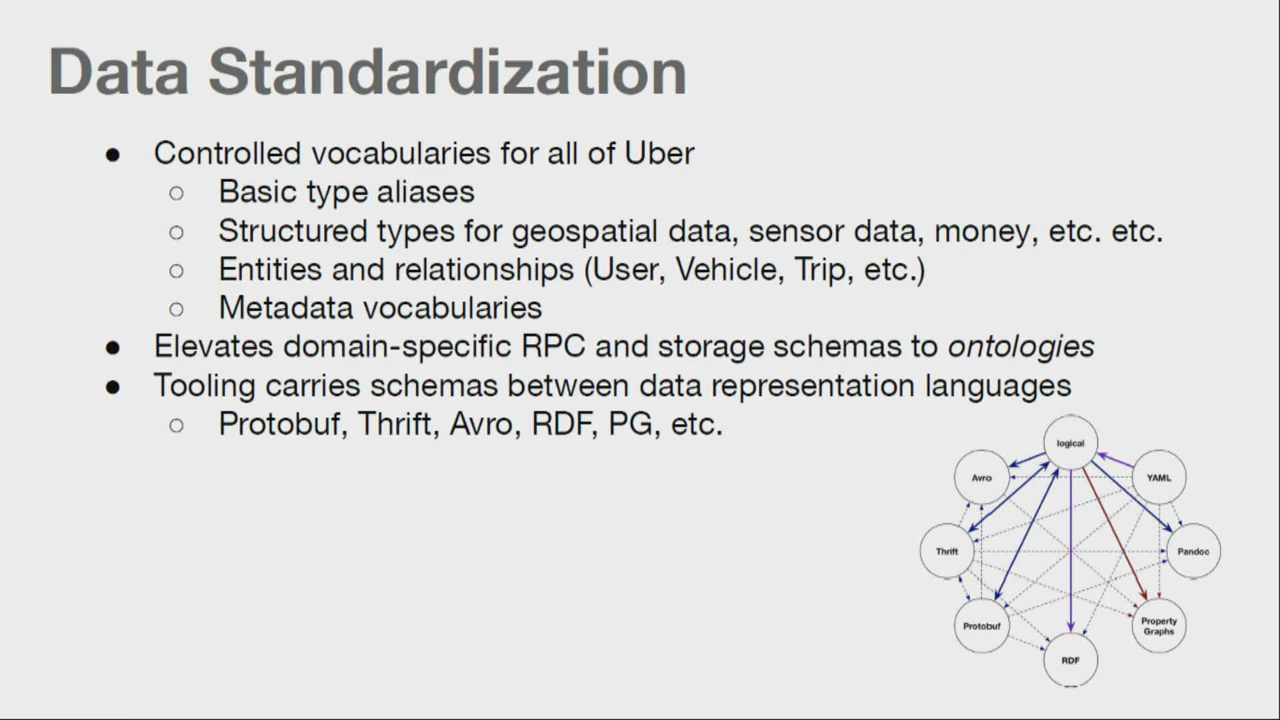 Data Standardization
● Controlled vocabularies for all of Uber
○ Basic type aliases
○ Structured types for geospatial data, sensor data, money, etc. etc.
○ Entities and relationships (User, Vehicle, Trip, etc.)
○ Metadata vocabularies
● Elevates domain-specific RPC and storage schemas to ontologies
● Tooling carries schemas between data representation languages
○ Protobuf, Thrift, Avro, RDF, PG, etc.
logical
Avro
YAML
Thrift
Pandoc
Protobuf
Property
Graphs
RDF